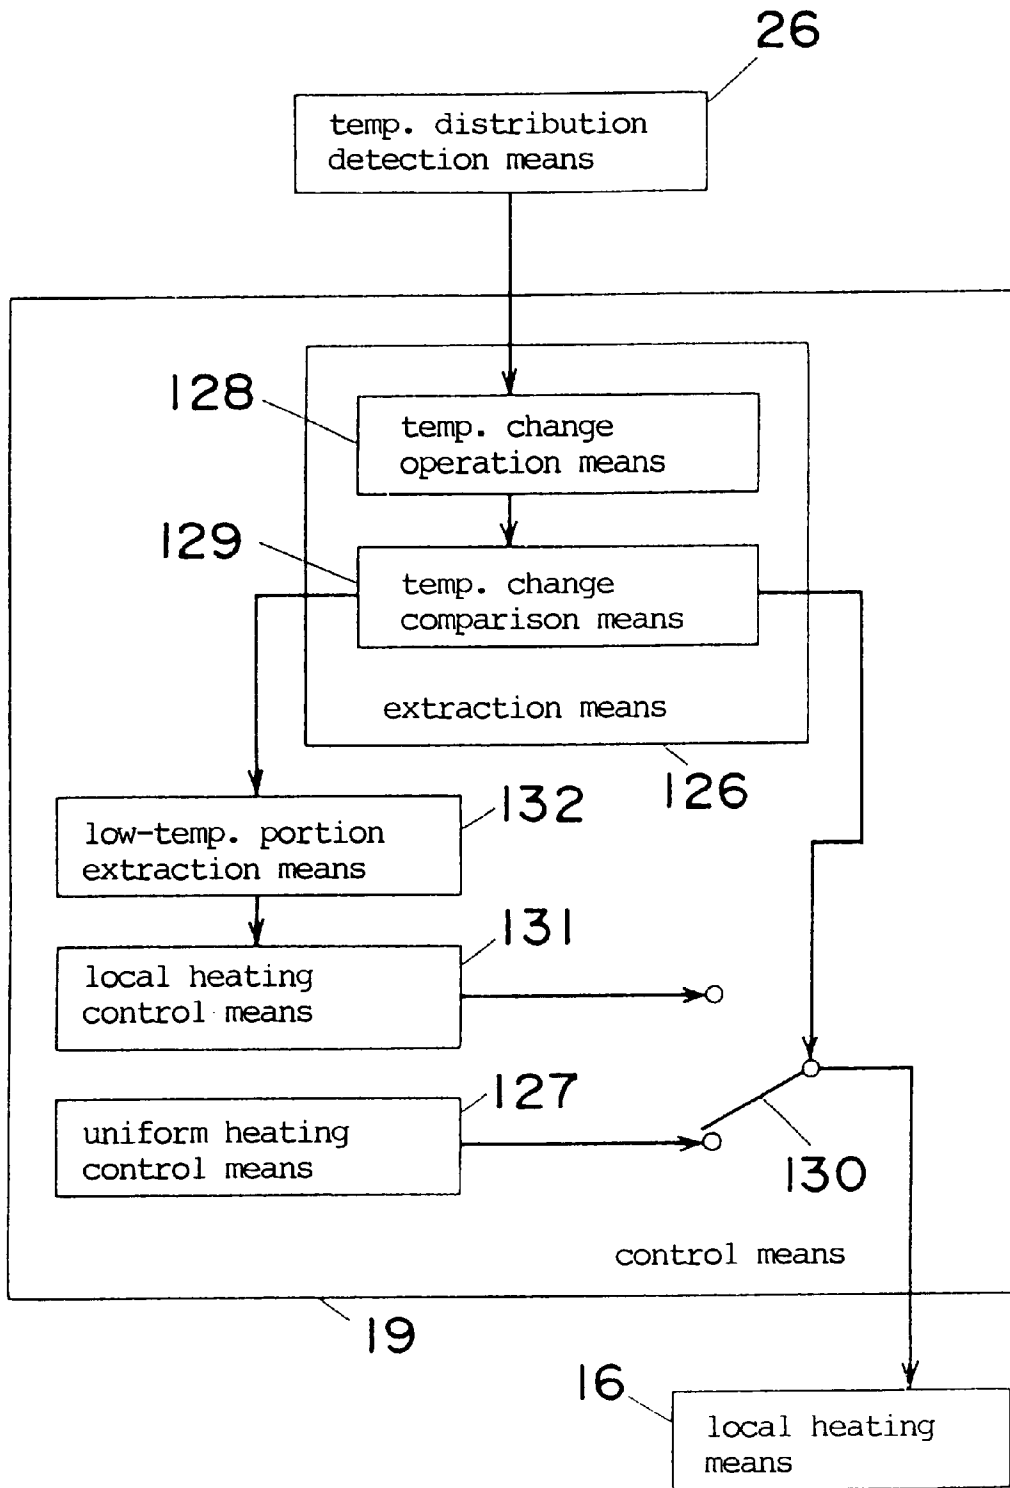 26
temp. distribution
detection means
128
temp. change
operation means
129
temp. change
comparison means
extraction means
126
132
low-temp. portion
extraction means
131
local heating
control means
127
uniform heating
control means
130
control means
19
16
local heating
means